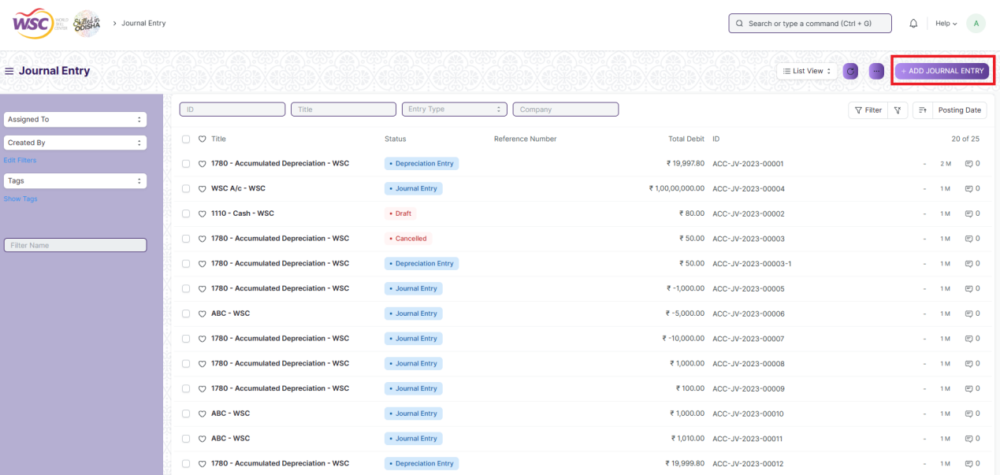 WSC WORLD SKILL CENTER Skilled in ODISHA > Journal Entry Search or type a command (Ctrl + G) Help A
Journal Entry List View ... + ADD JOURNAL ENTRY
Assigned To
Created By
Edit Filters
Tags
Show Tags
Filter Name
ID Title Entry Type Company Filter Posting Date
Title Status Reference Number Total Debit ID 20 of 25
1780 - Accumulated Depreciation - WSC • Depreciation Entry ₹ 19,997.80 ACC-JV-2023-00001 - 2 M 0
WSC A/c - WSC • Journal Entry ₹ 1,00,00,000.00 ACC-JV-2023-00004 - 1 M 0
1110 - Cash - WSC • Draft ₹ 80.00 ACC-JV-2023-00002 - 1 M 0
1780 - Accumulated Depreciation - WSC • Cancelled ₹ 50.00 ACC-JV-2023-00003 - 1 M 0
1780 - Accumulated Depreciation - WSC • Depreciation Entry ₹ 50.00 ACC-JV-2023-00003-1 - 1 M 0
1780 - Accumulated Depreciation - WSC • Journal Entry ₹ -1,000.00 ACC-JV-2023-00005 - 1 M 0
ABC - WSC • Journal Entry ₹ -5,000.00 ACC-JV-2023-00006 - 1 M 0
1780 - Accumulated Depreciation - WSC • Journal Entry ₹ -10,000.00 ACC-JV-2023-00007 - 1 M 0
1780 - Accumulated Depreciation - WSC • Journal Entry ₹ 1,000.00 ACC-JV-2023-00008 - 1 M 0
1780 - Accumulated Depreciation - WSC • Journal Entry ₹ 100.00 ACC-JV-2023-00009 - 1 M 0
ABC - WSC • Journal Entry ₹ 1,000.00 ACC-JV-2023-00010 - 1 M 0
ABC - WSC • Journal Entry ₹ 1,010.00 ACC-JV-2023-00011 - 1 M 0
1780 - Accumulated Depreciation - WSC • Depreciation Entry ₹ 19,999.80 ACC-JV-2023-00012 - 1 M 0